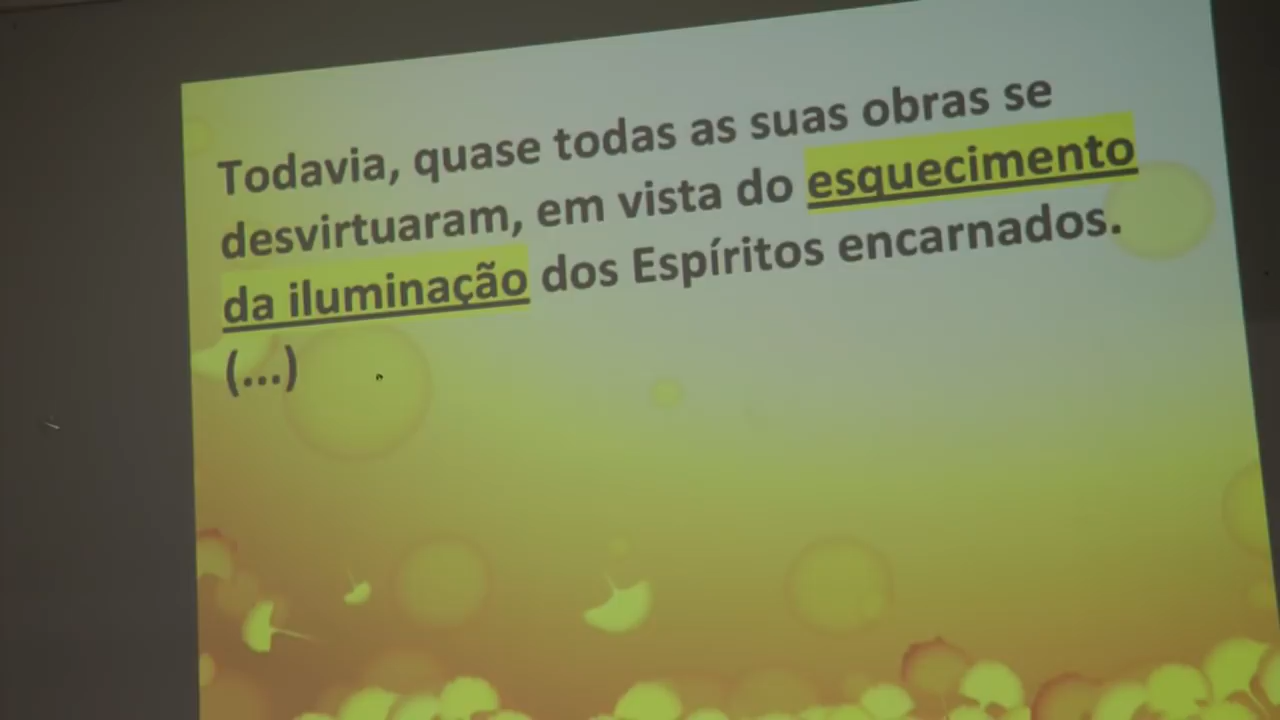 Todavia, quase todas as suas obras se
desvirtuaram, em vista do esquecimento
da iluminação dos Espíritos encarnados.
(...)